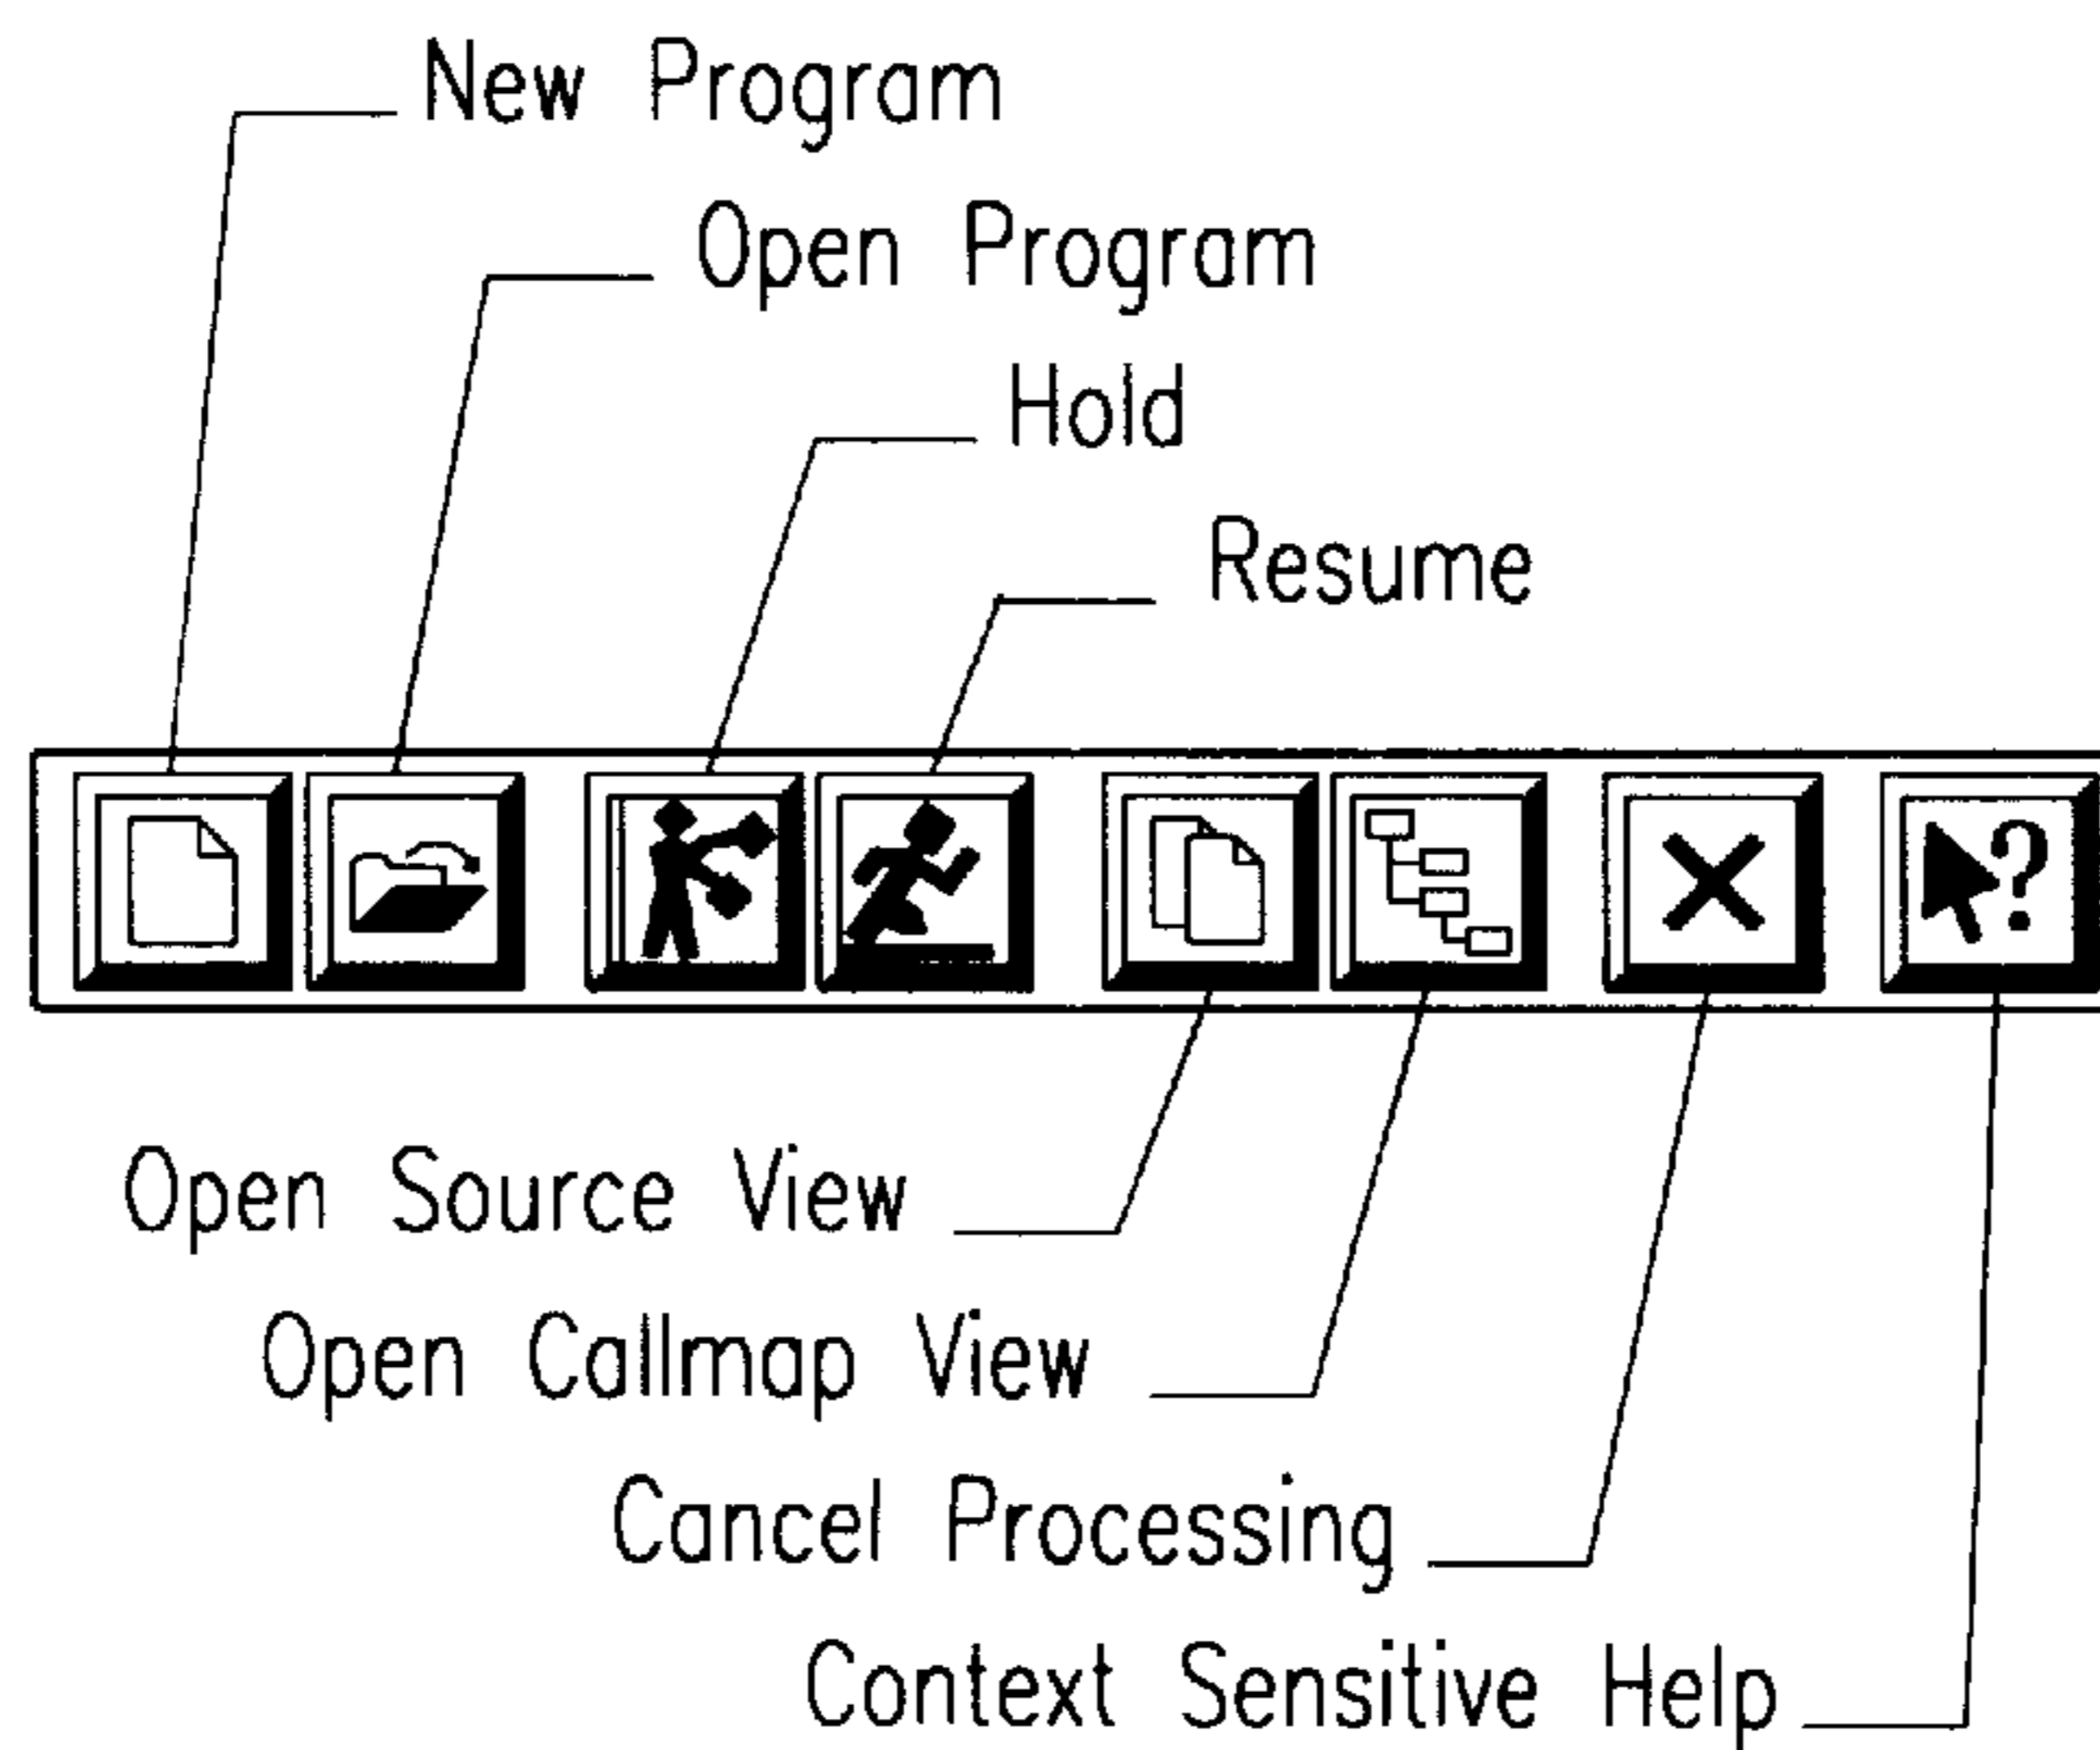 New Program
Open Program
Hold
Resume
?
Open Source View
Open Callmap View
Cancel Processing
Context Sensitive Help